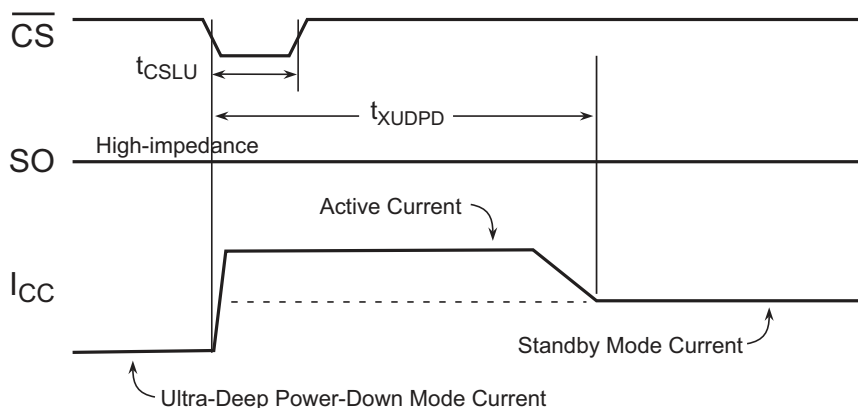 CS
tCSLU
tXUDPD
High-impedance
SO
Active Current
ICC
Standby Mode Current
Ultra-Deep Power-Down Mode Current